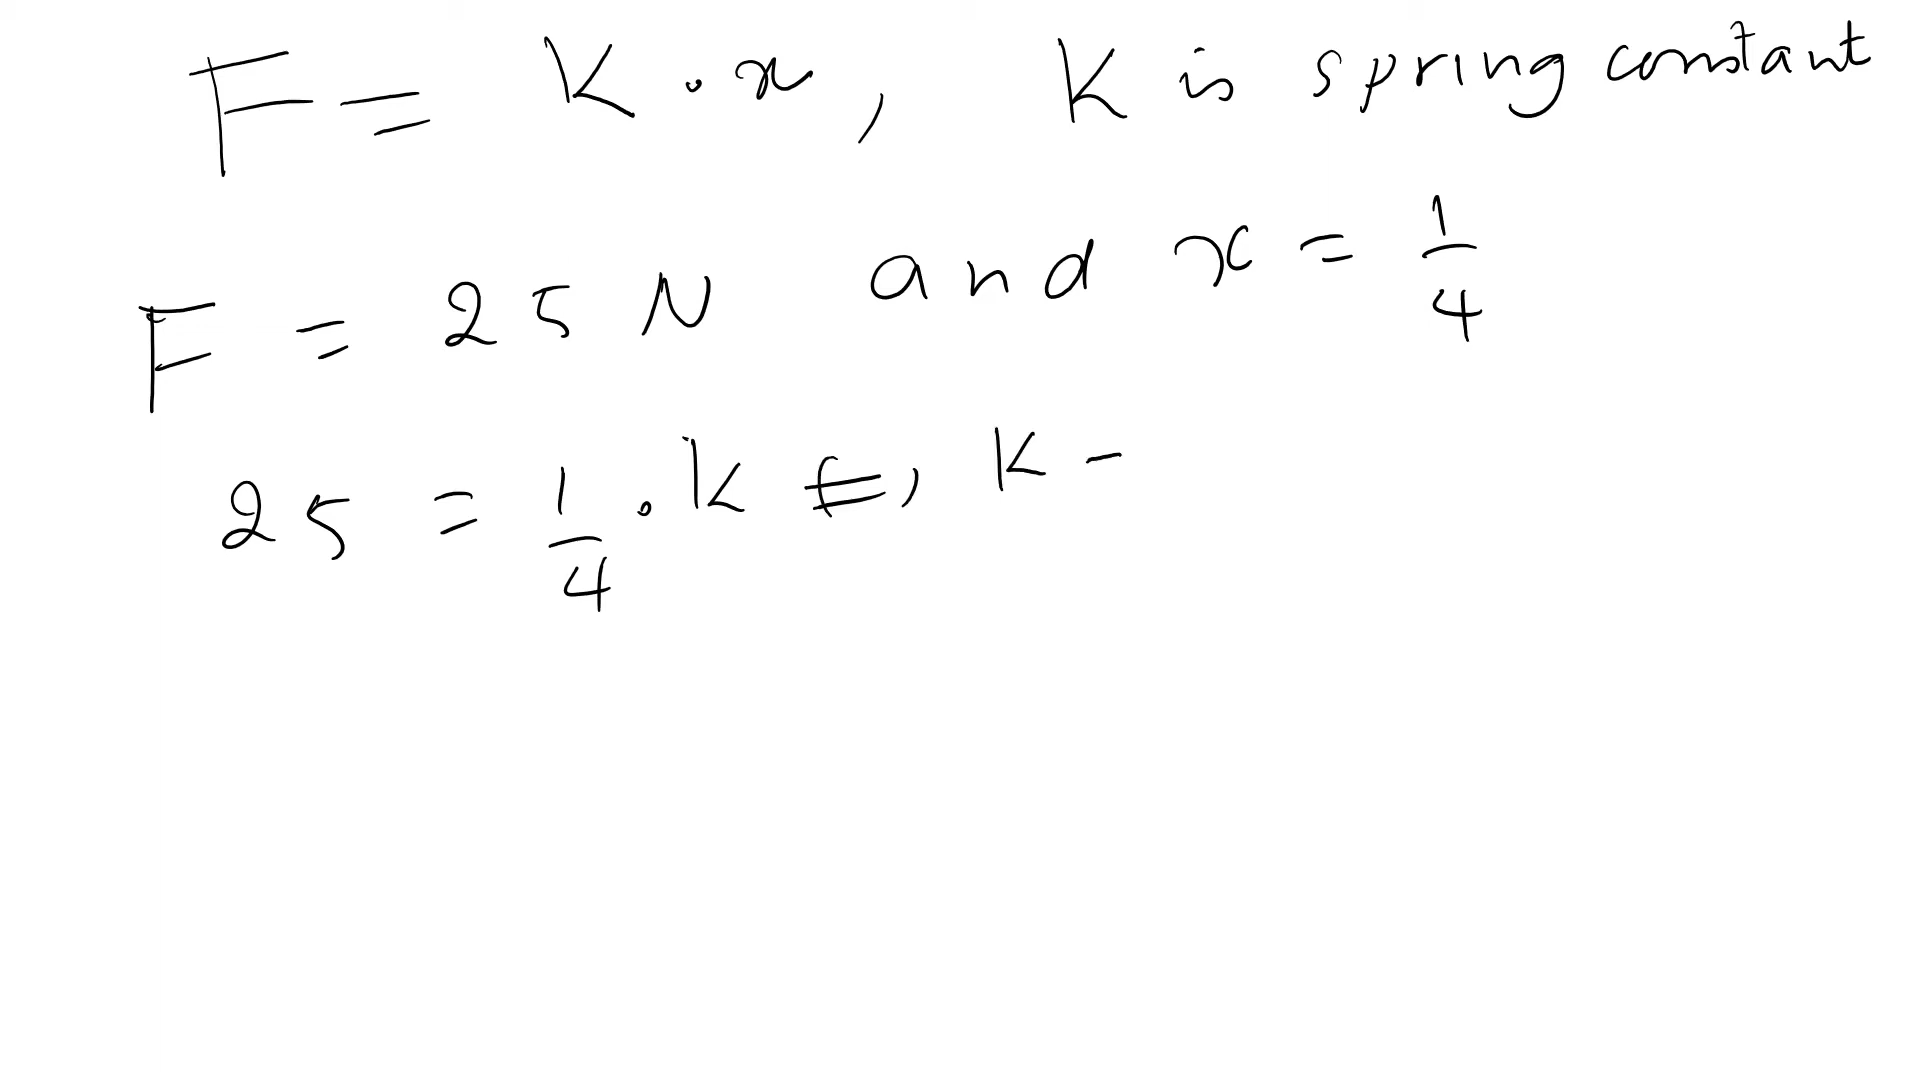 F = K . x , K is spring constant
F = 25 N and x = 1/4
25 = 1/4 . k , K -